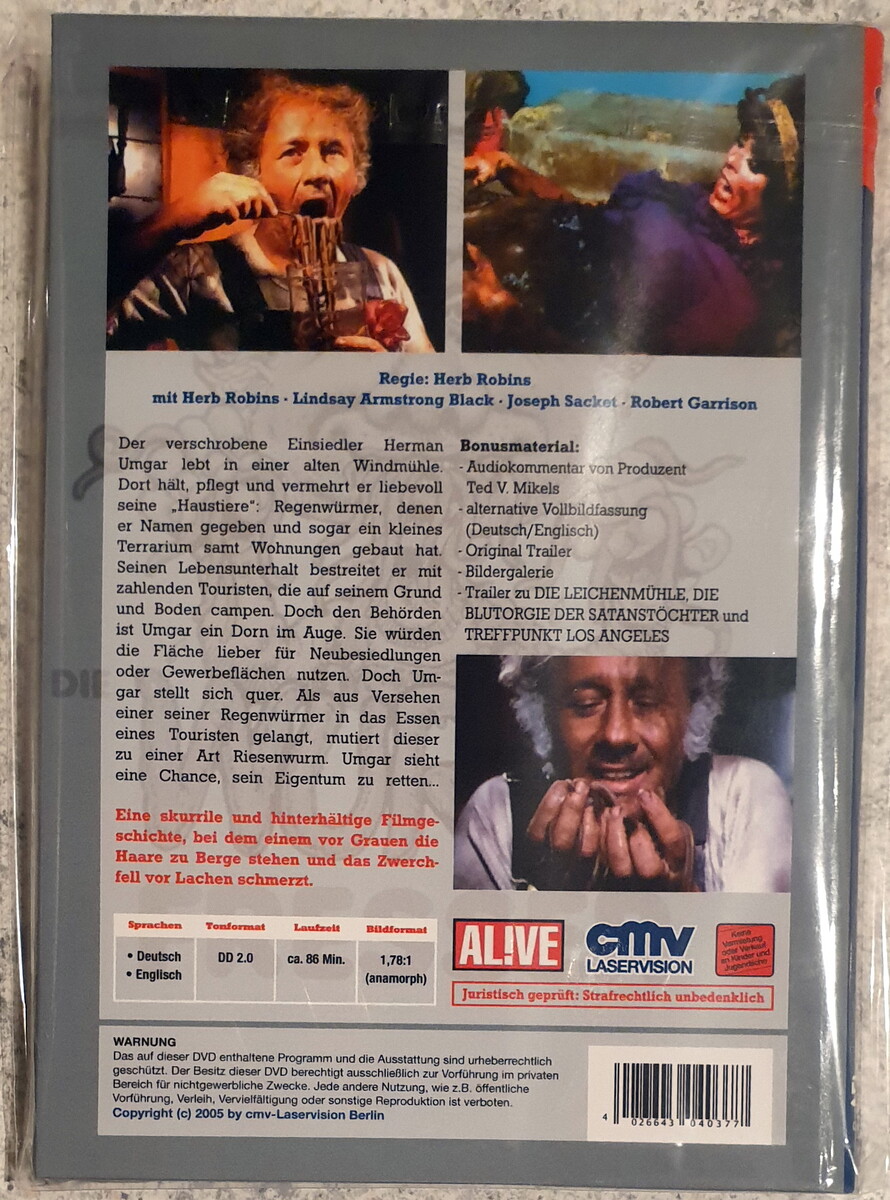 Regie: Herb Robins
mit Herb Robins · Lindsay Armstrong Black · Joseph Sacket · Robert Garrison
Der verschrobene Einsiedler Herman
Umgar lebt in einer alten Windmühle.
Dort hält, pflegt und vermehrt er liebevoll
seine „Haustiere“: Regenwürmer, denen
er Namen gegeben und sogar ein kleines
Terrarium samt Wohnungen gebaut hat.
Seinen Lebensunterhalt bestreitet er mit
zahlenden Touristen, die auf seinem Grund
und Boden campen. Doch den Behörden
ist Umgar ein Dorn im Auge. Sie würden
die Fläche lieber für Neubesiedlungen
oder Gewerbeflächen nutzen. Doch Um-
gar stellt sich quer. Als aus Versehen
einer seiner Regenwürmer in das Essen
eines Touristen gelangt, mutiert dieser
zu einer Art Riesenwurm. Umgar sieht
eine Chance, sein Eigentum zu retten...
Eine skurrile und hinterhältige Filmge-
schichte, bei dem einem vor Grauen die
Haare zu Berge stehen und das Zwerch-
fell vor Lachen schmerzt.
Bonusmaterial:
- Audiokommentar von Produzent
Ted V. Mikels
- alternative Vollbildfassung
(Deutsch/Englisch)
- Original Trailer
- Bildergalerie
- Trailer zu DIE LEICHENMÜHLE, DIE
BLUTORGIE DER SATANSTÖCHTER und
TREFFPUNKT LOS ANGELES
Sprachen Tonformat Laufzeit Bildformat
• Deutsch DD 2.0 ca. 86 Min. 1,78:1
• Englisch (anamorph)
AL!VE
cmv
LASERVISION
Keine
Vermietung
oder Verkauf
an Kinder und
Jugendliche
Juristisch geprüft: Strafrechtlich unbedenklich
WARNUNG
Das auf dieser DVD enthaltene Programm und die Ausstattung sind urheberrechtlich
geschützt. Der Besitz dieser DVD berechtigt ausschließlich zur Vorführung im privaten
Bereich für nichtgewerbliche Zwecke. Jede andere Nutzung, wie z.B. öffentliche
Vorführung, Verleih, Vervielfältigung oder sonstige Reproduktion ist verboten.
Copyright (c) 2005 by cmv-Laservision Berlin
4 026643 040377